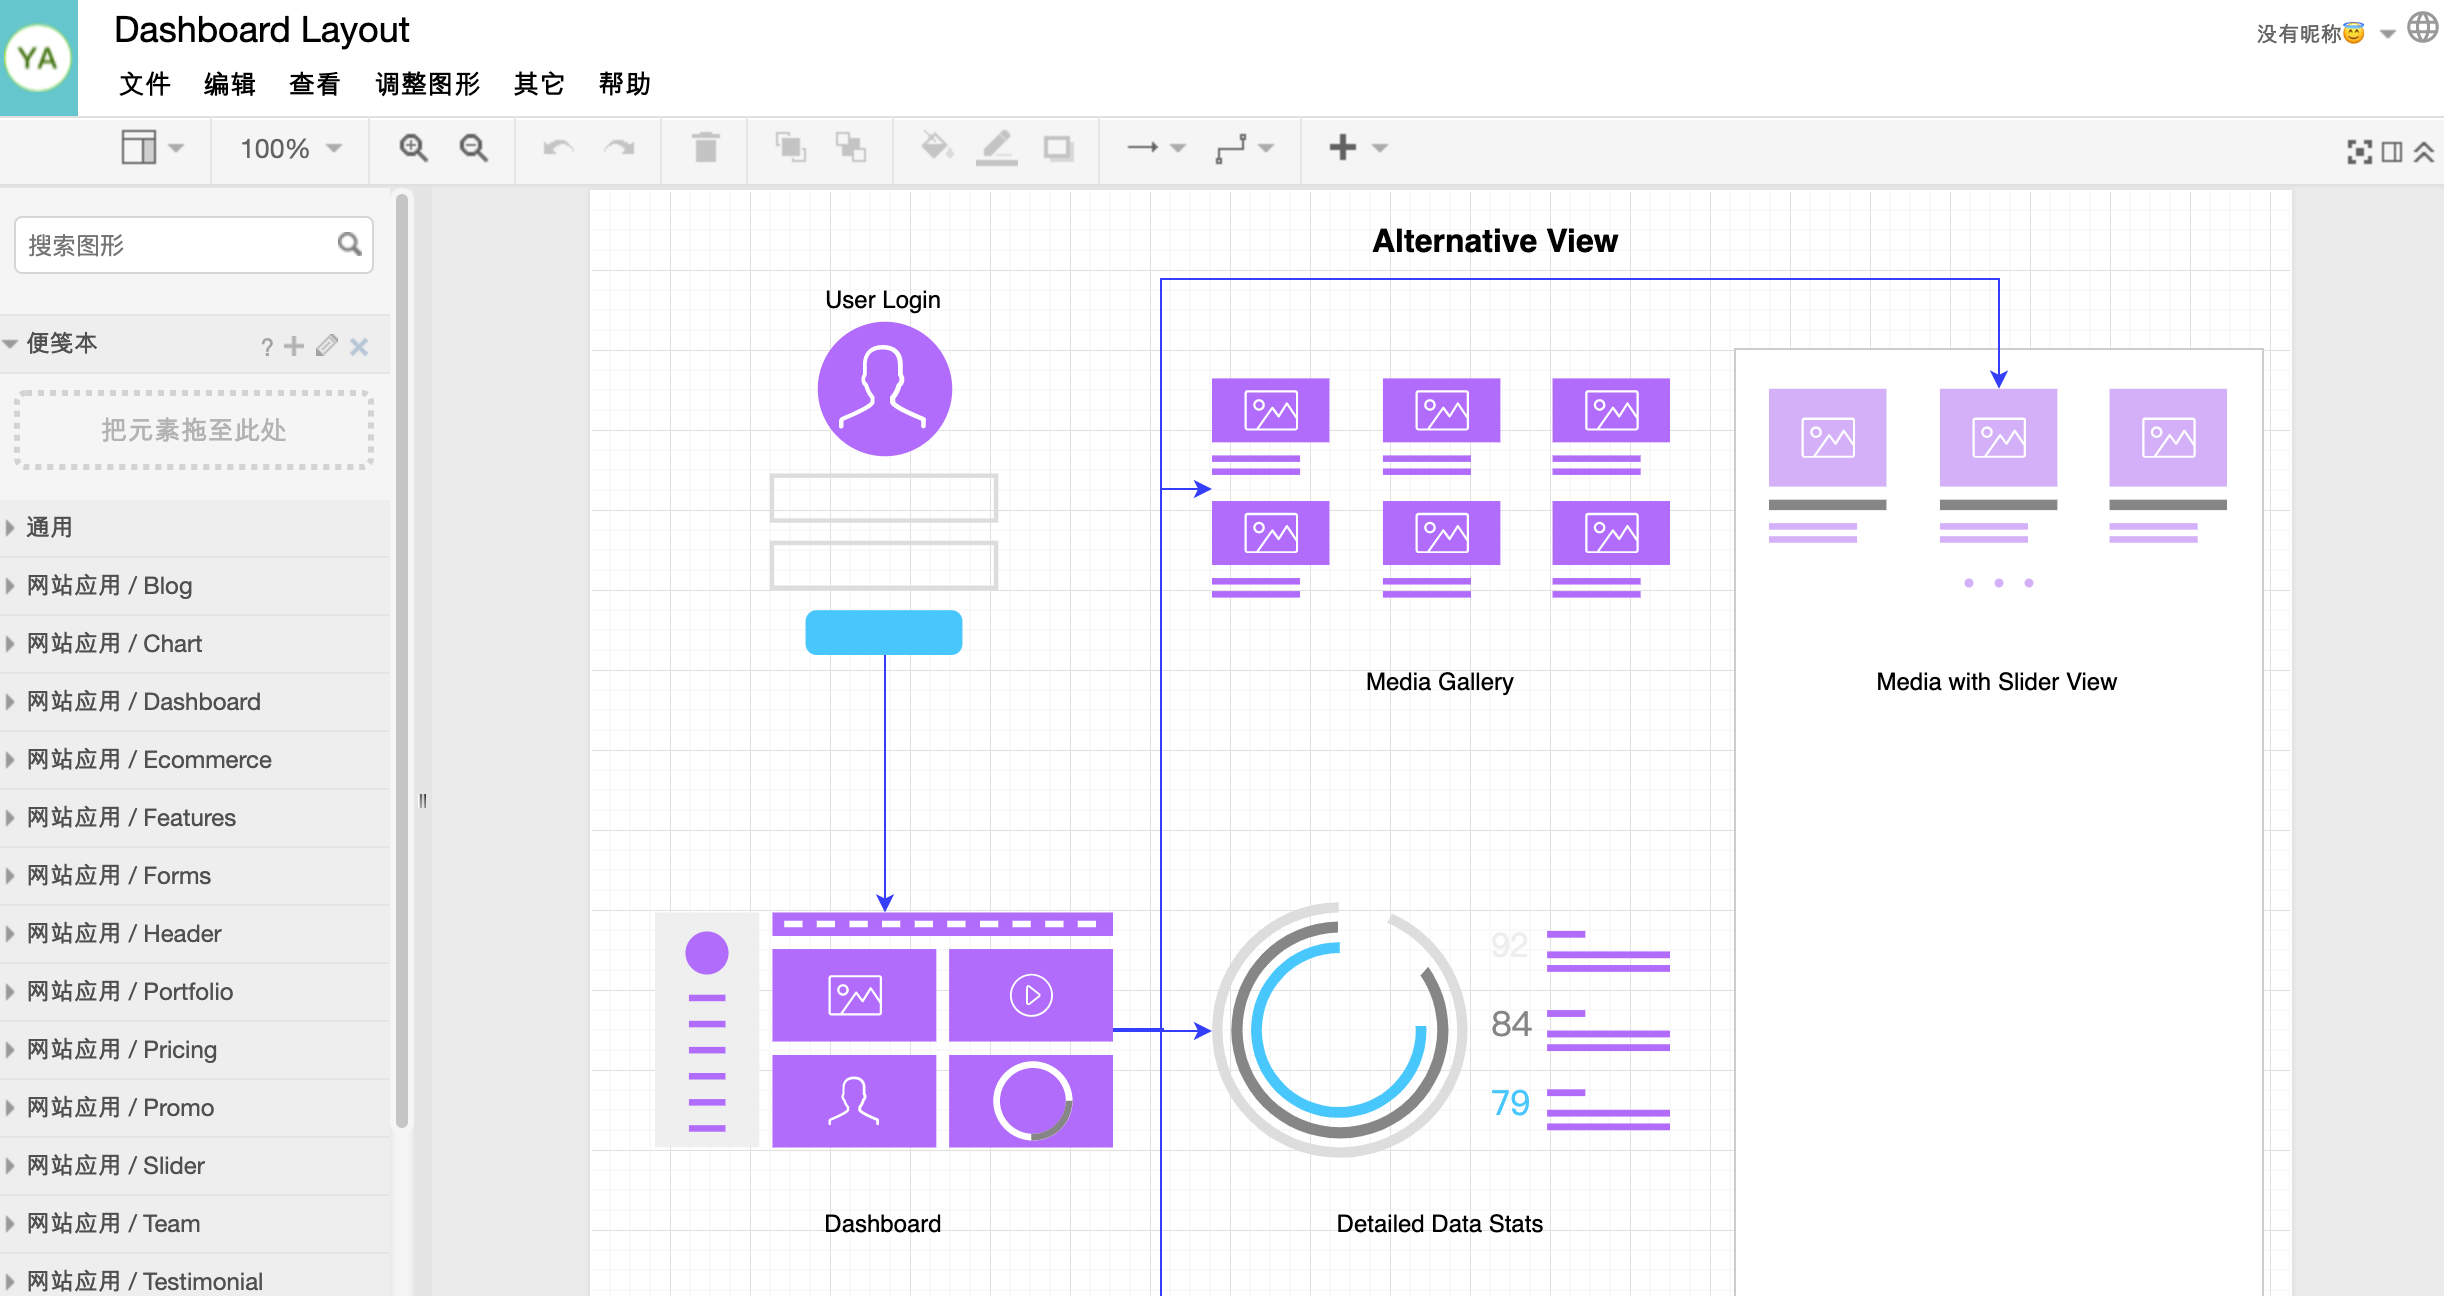 YA
Dashboard Layout
没有昵称😇
文件 编辑 查看 调整图形 其它 帮助
100%
搜索图形
便笺本 ?
把元素拖至此处
通用
网站应用 / Blog
网站应用 / Chart
网站应用 / Dashboard
网站应用 / Ecommerce
网站应用 / Features
网站应用 / Forms
网站应用 / Header
网站应用 / Portfolio
网站应用 / Pricing
网站应用 / Promo
网站应用 / Slider
网站应用 / Team
网站应用 / Testimonial
Alternative View
User Login
Media Gallery
Media with Slider View
92
84
79
Dashboard
Detailed Data Stats